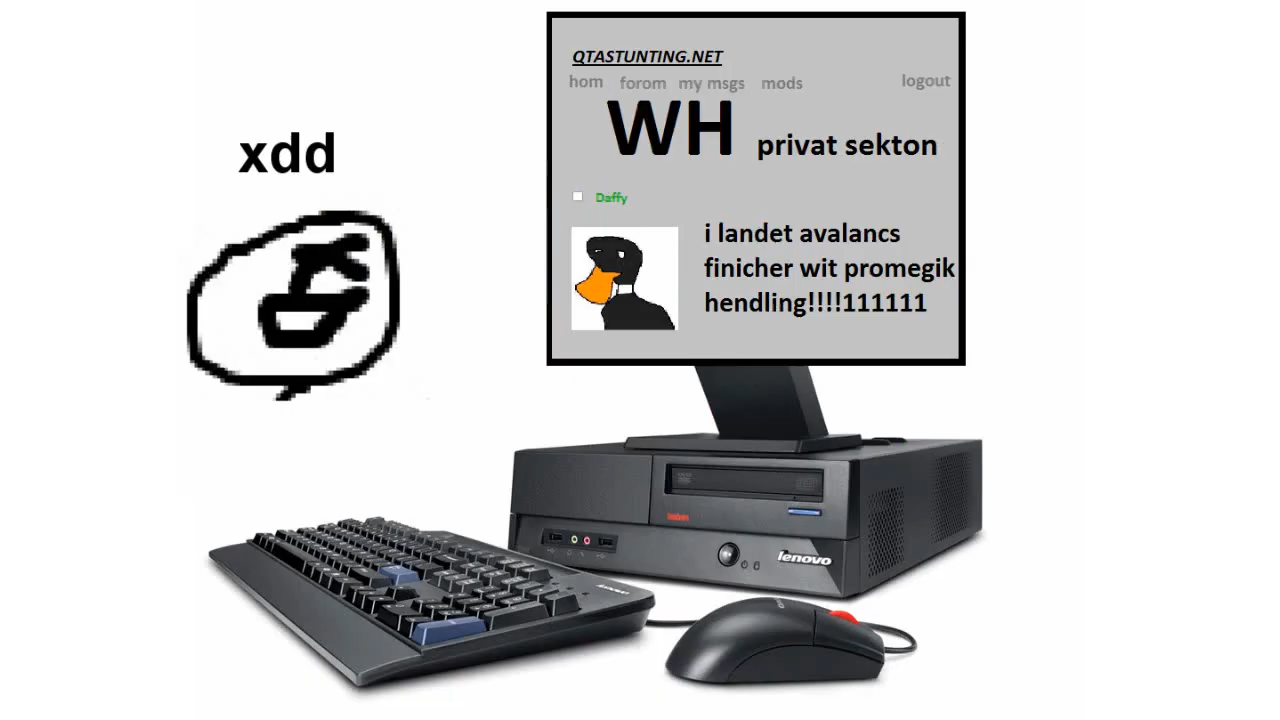 QTASTUNTING.NET
hom forom my msgs mods logout
WH privat sekton
xdd
Daffy
i landet avalancs
finicher wit promegik
hendling!!!!111111
lenovo